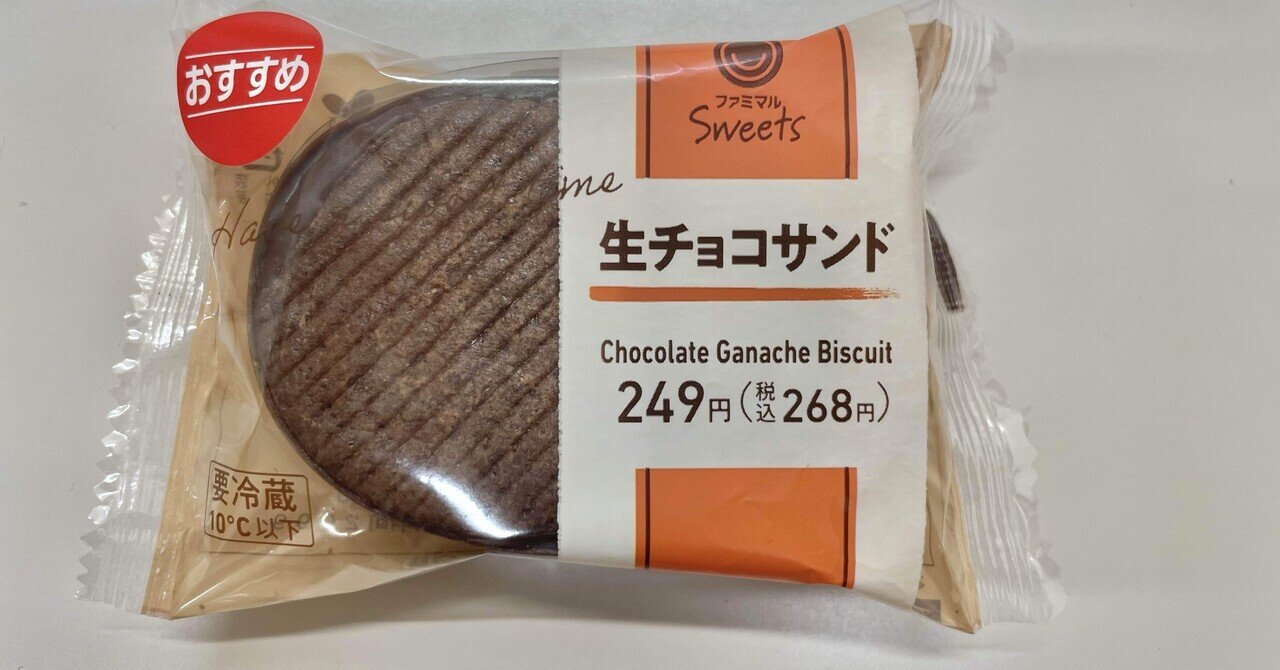 おすすめ
ファミマル
Sweets
生チョコサンド
Chocolate Ganache Biscuit
249円(税込268円)
要冷蔵
10℃以下